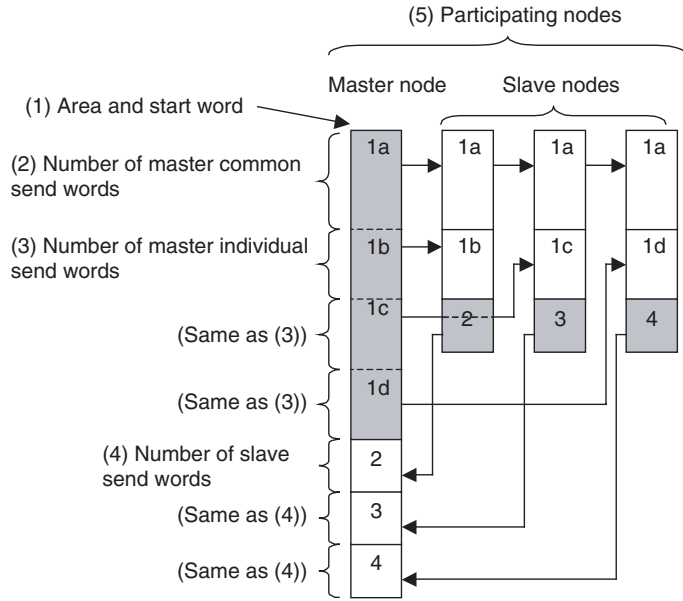 (5) Participating nodes
Master node
Slave nodes
(1) Area and start word
1a
1a
1a
1a
(2) Number of master common
send words
(3) Number of master individual
send words
1b
1b
1c
1d
1c
2
3
4
(Same as (3))
1d
(Same as (3))
(4) Number of slave
send words
2
(Same as (4))
3
(Same as (4))
4